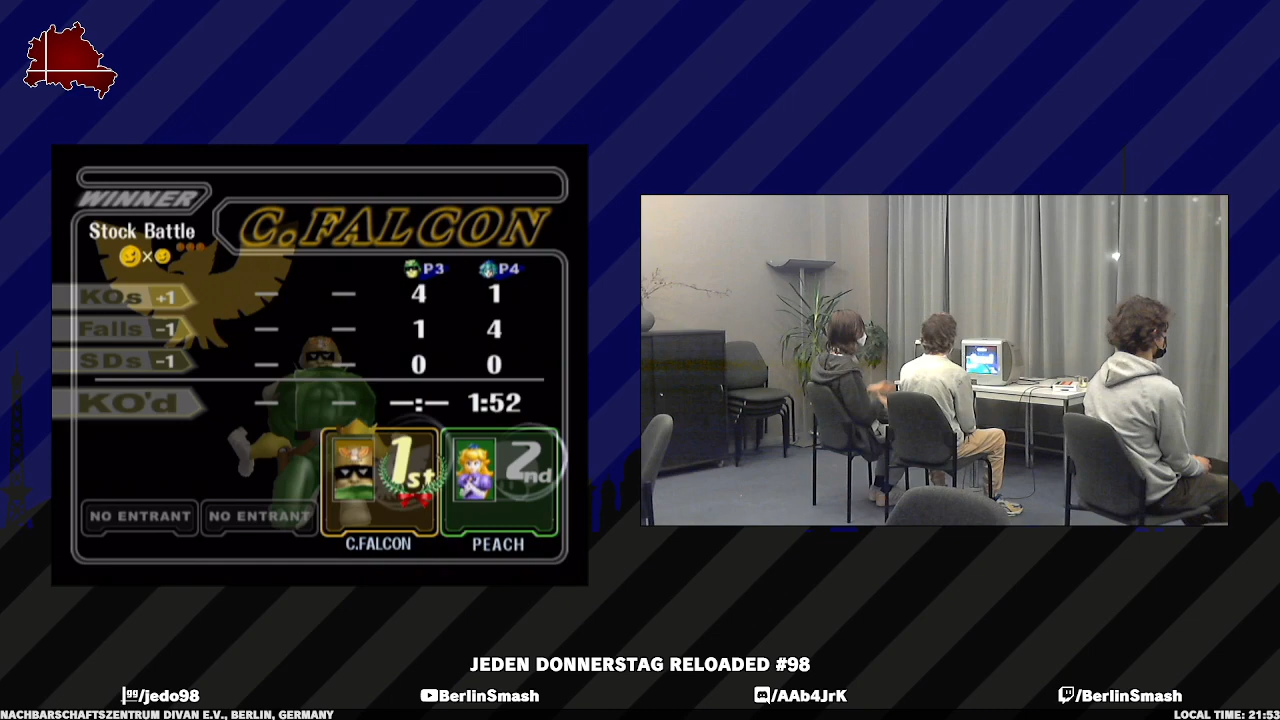 WINNER
C.FALCON
Stock Battle
×
P3 P4
KOs +1 — — 4 1
Falls -1 — — 1 4
SDs -1 — — 0 0
KO'd — — —:— 1:52
1st 2nd
NO ENTRANT NO ENTRANT
C.FALCON PEACH
JEDEN DONNERSTAG RELOADED #98
gg/jedo98 BerlinSmash /AAb4JrK /BerlinSmash
NACHBARSCHAFTSZENTRUM DIVAN E.V., BERLIN, GERMANY LOCAL TIME: 21:53